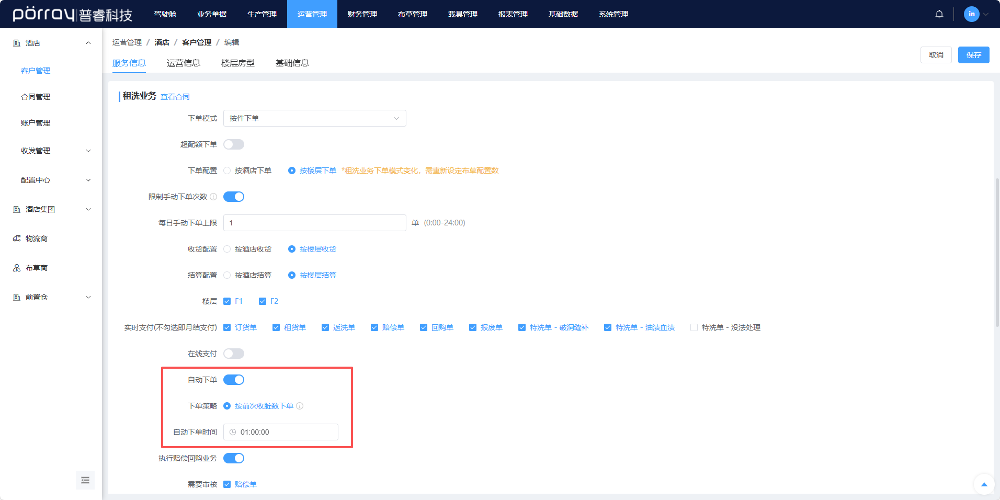 pörray 普睿科技 驾驶舱 业务单据 生产管理 运营管理 财务管理 布草管理 载具管理 报表管理 基础数据 系统管理 in
酒店
客户管理
合同管理
账户管理
收发管理
配置中心
酒店集团
物流商
布草商
前置仓
运营管理 / 酒店 / 客户管理 / 编辑
服务信息 运营信息 楼层房型 基础信息
取消 保存
租洗业务 查看合同
下单模式 按件下单
超配额下单
下单配置 按酒店下单 按楼层下单 *租洗业务下单模式变化，需重新设定布草配置数
限制手动下单次数
每日手动下单上限 1 单 (0:00-24:00)
收货配置 按酒店收货 按楼层收货
结算配置 按酒店结算 按楼层结算
楼层 F1 F2
实时支付(不勾选即月结支付) 订货单 租货单 返洗单 赔偿单 回购单 报废单 特洗单 - 破洞缝补 特洗单 - 油渍血渍 特洗单 - 没法处理
在线支付
自动下单
下单策略 按前次收脏数下单
自动下单时间 01:00:00
执行赔偿回购业务
需要审核 赔偿单